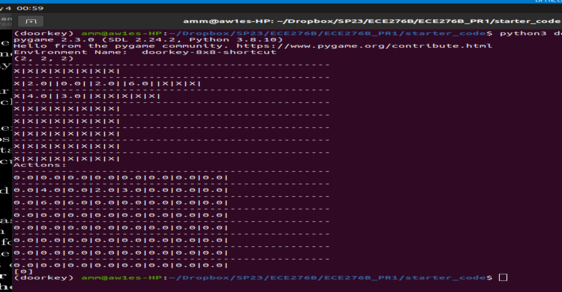 y 4 00:59
amm@aw1es-HP: ~/Dropbox/SP23/ECE276B/ECE276B_PR1/starter_code
(doorkey) amm@aw1es-HP:~/Dropbox/SP23/ECE276B/ECE276B_PR1/starter_code$ python3 do
pygame 2.3.0 (SDL 2.24.2, Python 3.8.10)
Hello from the pygame community. https://www.pygame.org/contribute.html
Environment Name: doorkey-8x8-shortcut
(2, 2, 2)
------------------------------------------------
X|X|X|X|X|X|X|X|
------------------------------------------------
X|2.0||0.0||2.0||6.0||X|X|X|
------------------------------------------------
X|4.0||3.0||X|X|X|X|X|
------------------------------------------------
X|X|X|X|X|X|X|X|
------------------------------------------------
X|X|X|X|X|X|X|X|
------------------------------------------------
X|X|X|X|X|X|X|X|
------------------------------------------------
X|X|X|X|X|X|X|X|
------------------------------------------------
X|X|X|X|X|X|X|X|
Actions:
------------------------------------------------
0.0|0.0|0.0|0.0|0.0|0.0|0.0|0.0|
------------------------------------------------
0.0|4.0|0.0|2.0|3.0|0.0|0.0|0.0|
------------------------------------------------
0.0|6.0|6.0|0.0|0.0|0.0|0.0|0.0|
------------------------------------------------
0.0|0.0|0.0|0.0|0.0|0.0|0.0|0.0|
------------------------------------------------
0.0|0.0|0.0|0.0|0.0|0.0|0.0|0.0|
------------------------------------------------
0.0|0.0|0.0|0.0|0.0|0.0|0.0|0.0|
------------------------------------------------
0.0|0.0|0.0|0.0|0.0|0.0|0.0|0.0|
------------------------------------------------
0.0|0.0|0.0|0.0|0.0|0.0|0.0|0.0|
[0]
(doorkey) amm@aw1es-HP:~/Dropbox/SP23/ECE276B/ECE276B_PR1/starter_code$